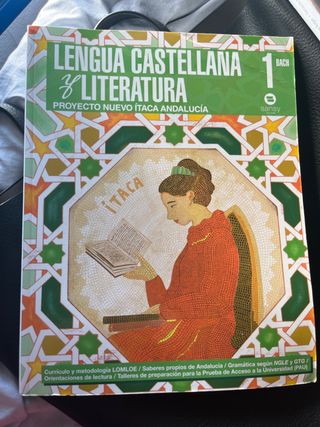 LENGUA CASTELLANA
y LITERATURA
1 BACH
PROYECTO NUEVO ÍTACA ANDALUCÍA
sansy
ÍTACA
Currículo y metodología LOMLOE / Saberes propios de Andalucía / Gramática según NGLE y GTG /
Orientaciones de lectura / Talleres de preparación para la Prueba de Acceso a la Universidad (PAU)